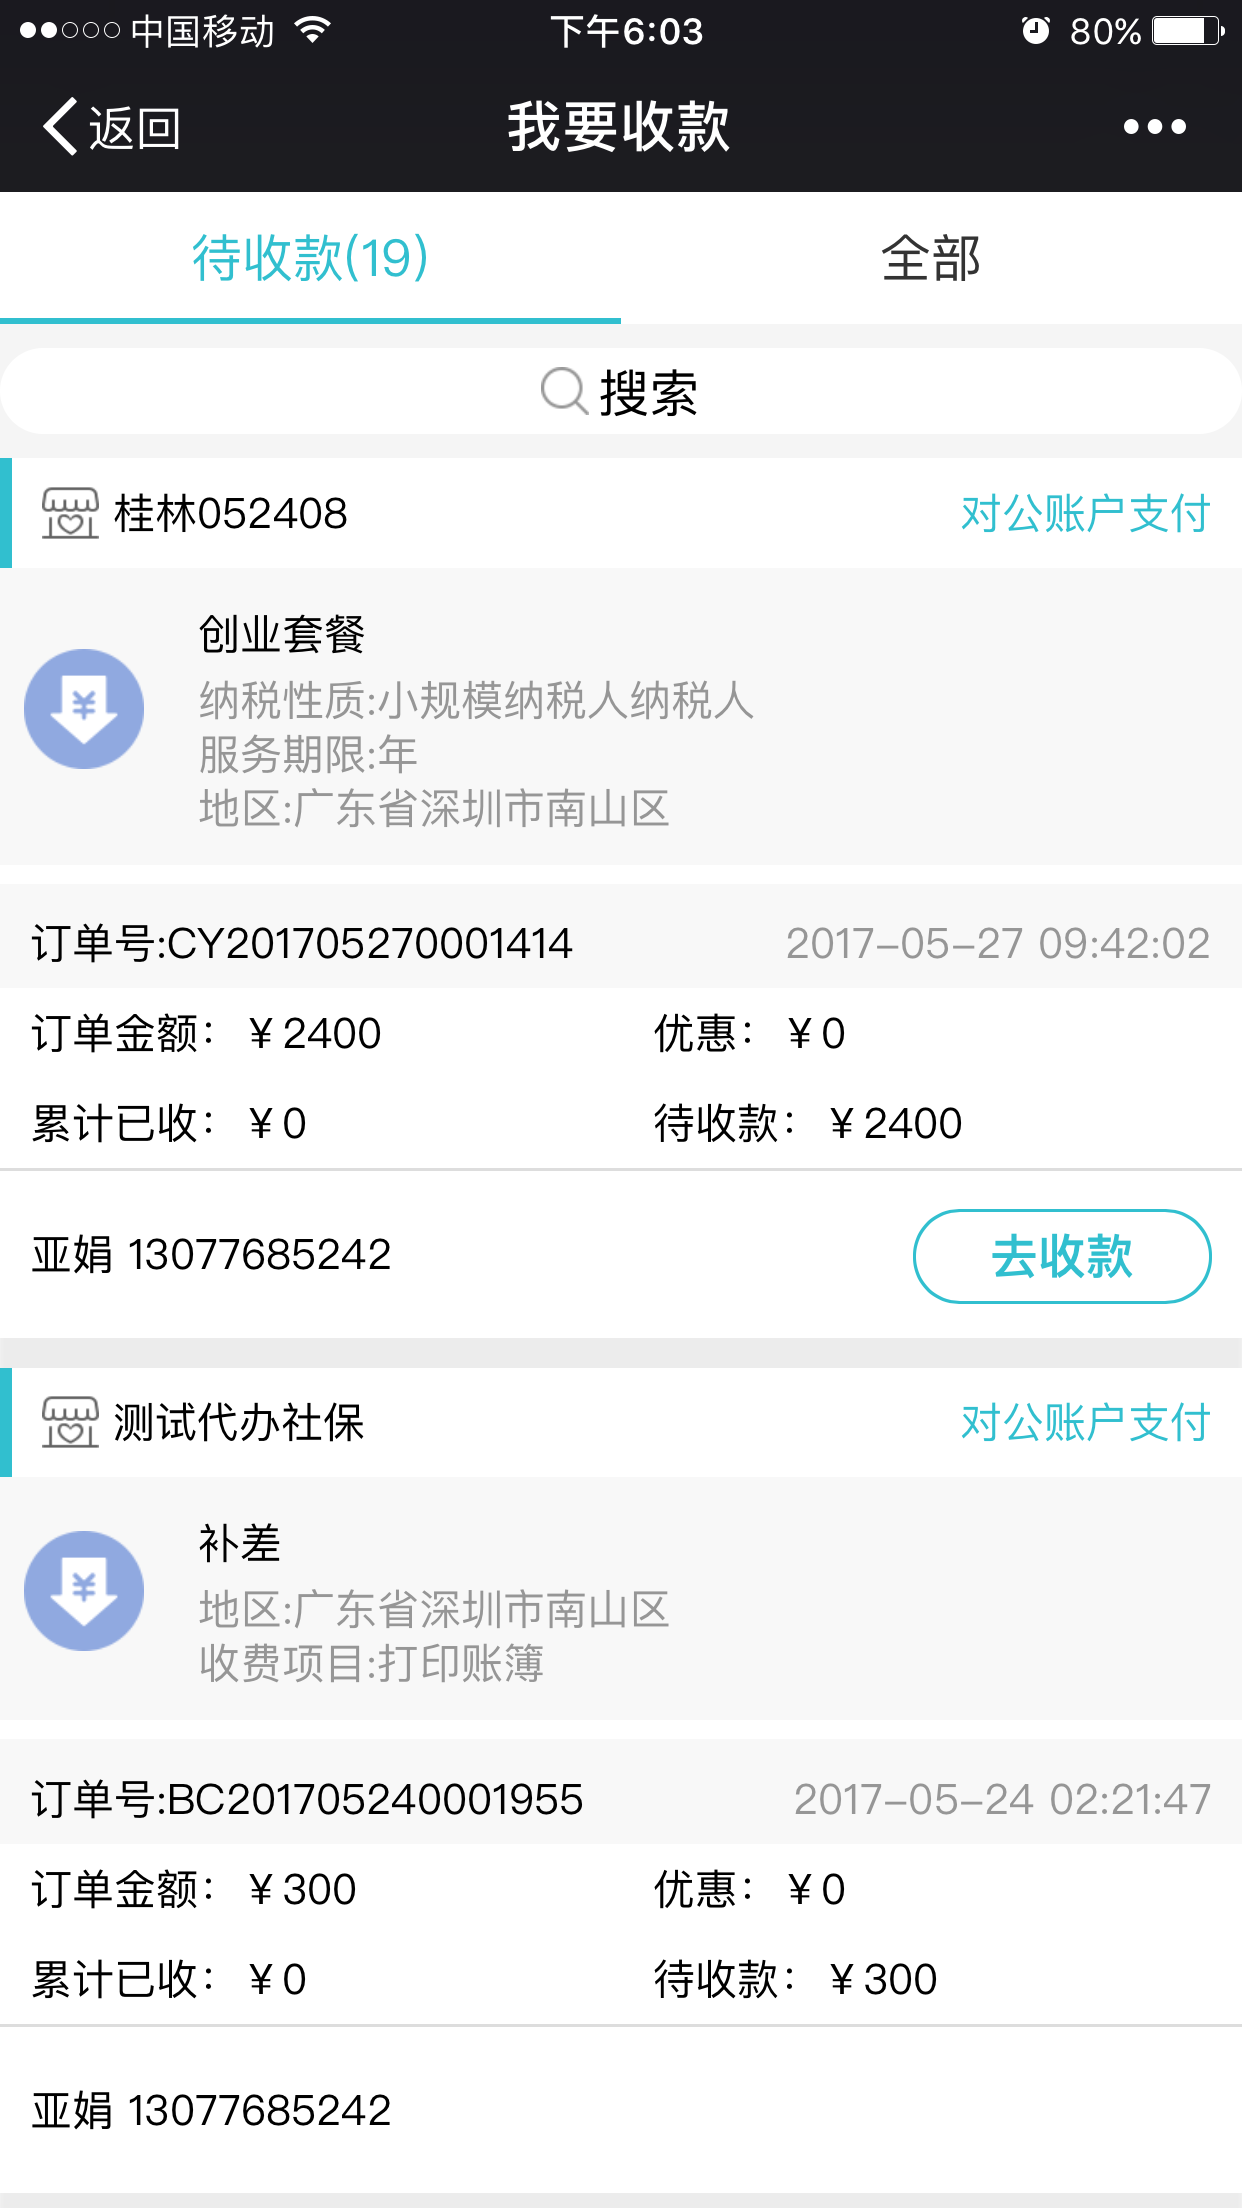 中国移动 下午6:03 80%
返回 我要收款
待收款(19) 全部
搜索
桂林052408 对公账户支付
创业套餐
纳税性质:小规模纳税人纳税人
服务期限:年
地区:广东省深圳市南山区
订单号:CY201705270001414 2017-05-27 09:42:02
订单金额：￥2400 优惠：￥0
累计已收：￥0 待收款：￥2400
亚娟 13077685242 去收款
测试代办社保 对公账户支付
补差
地区:广东省深圳市南山区
收费项目:打印账簿
订单号:BC201705240001955 2017-05-24 02:21:47
订单金额：￥300 优惠：￥0
累计已收：￥0 待收款：￥300
亚娟 13077685242